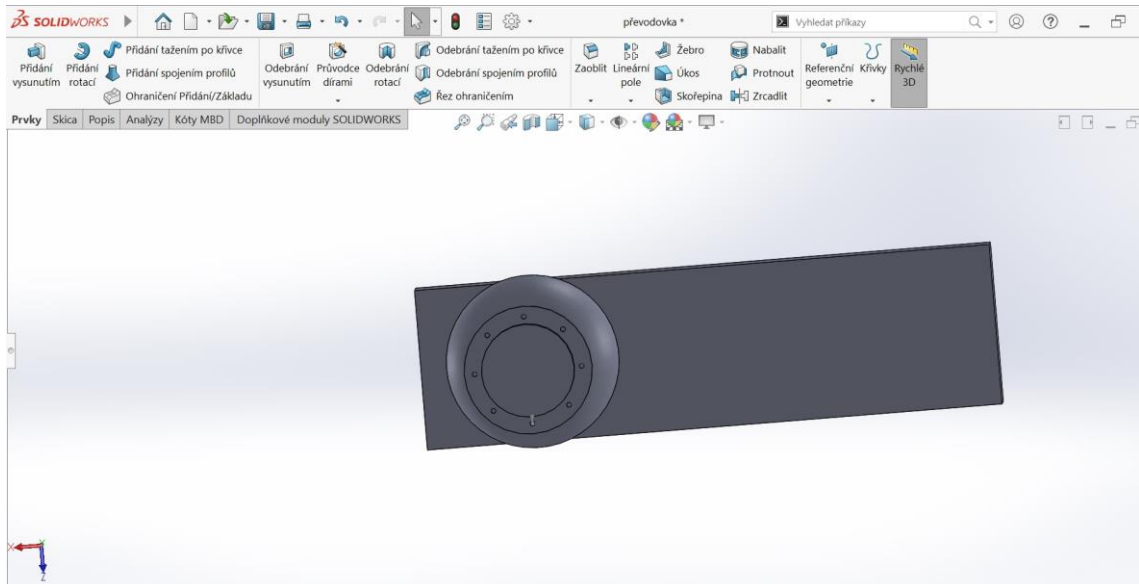 SOLIDWORKS
převodovka *
Vyhledat příkazy
Přidání vysunutím
Přidání rotací
Přidání tažením po křivce
Přidání spojením profilů
Ohraničení Přidání/Základu
Odebrání vysunutím
Průvodce dírami
Odebrání rotací
Odebrání tažením po křivce
Odebrání spojením profilů
Řez ohraničením
Zaoblit
Lineární pole
Žebro
Úkos
Skořepina
Nabalit
Protnout
Zrcadlit
Referenční geometrie
Křivky
Rychlé 3D
Prvky
Skica
Popis
Analýzy
Kóty MBD
Doplňkové moduly SOLIDWORKS
X
Z